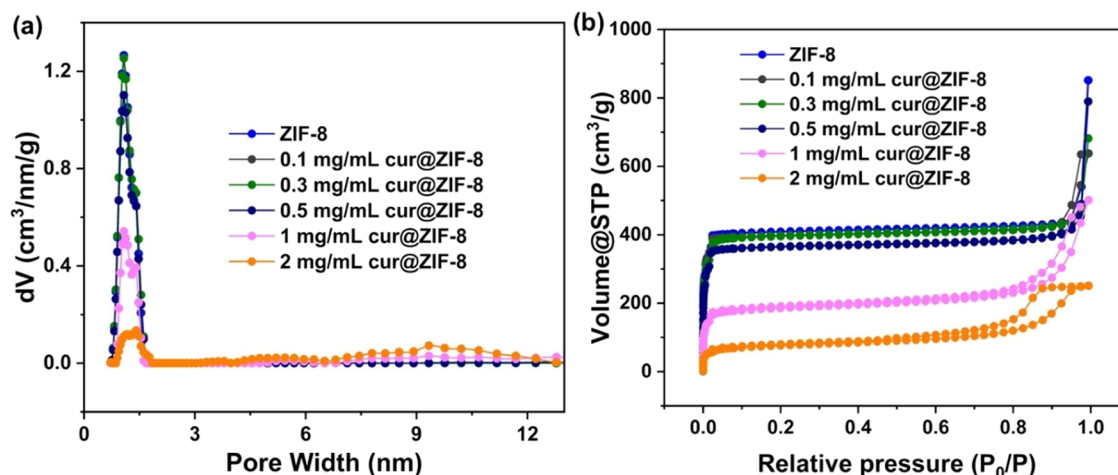 (a)
1.2
0.8
0.4
0.0
dV (cm³/nm/g)
ZIF-8
0.1 mg/mL cur@ZIF-8
0.3 mg/mL cur@ZIF-8
0.5 mg/mL cur@ZIF-8
1 mg/mL cur@ZIF-8
2 mg/mL cur@ZIF-8
0 3 6 9 12
Pore Width (nm)
(b)
1000
800
600
400
200
0
Volume@STP (cm³/g)
ZIF-8
0.1 mg/mL cur@ZIF-8
0.3 mg/mL cur@ZIF-8
0.5 mg/mL cur@ZIF-8
1 mg/mL cur@ZIF-8
2 mg/mL cur@ZIF-8
0.0 0.2 0.4 0.6 0.8 1.0
Relative pressure (P₀/P)